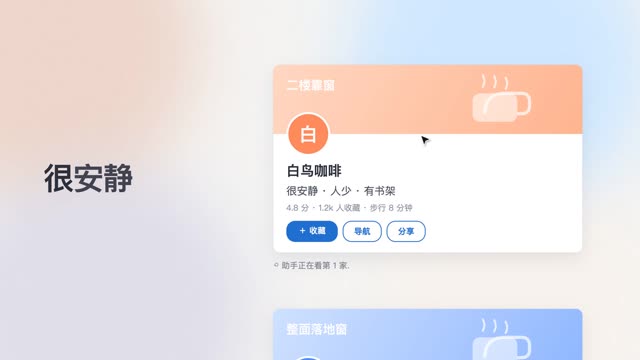 很安静
二楼靠窗
白
白鸟咖啡
很安静 · 人少 · 有书架
4.8 分 · 1.2k 人收藏 · 步行 8 分钟
+ 收藏
导航
分享
助手正在看第 1 家.
整面落地窗